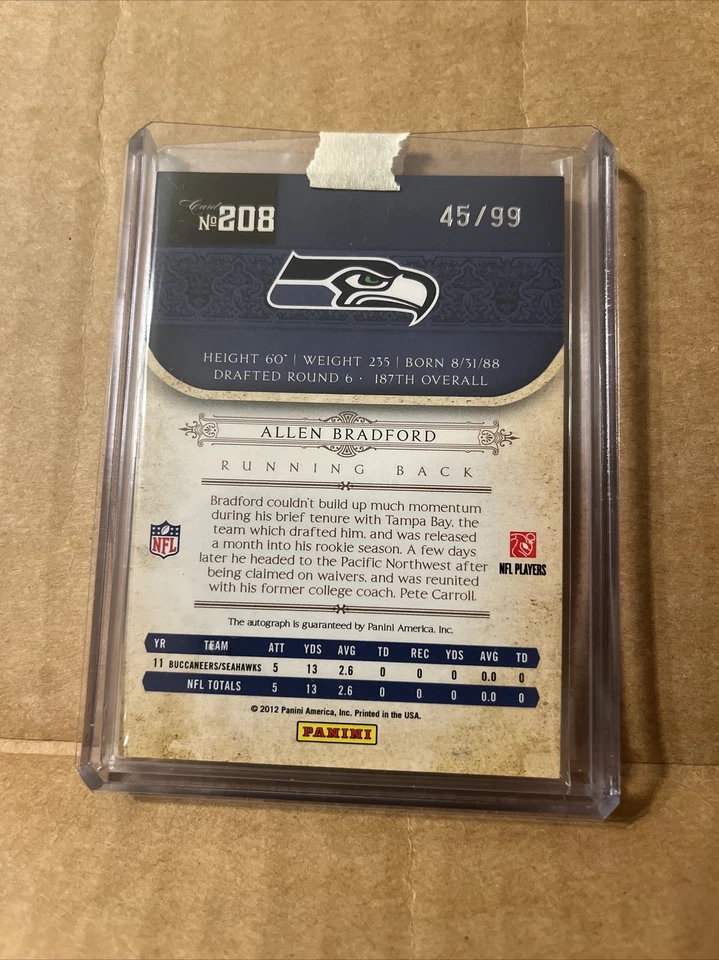 Card
No 208
45/99
HEIGHT 6'0" | WEIGHT 235 | BORN 8/31/88
DRAFTED ROUND 6 · 187TH OVERALL
ALLEN BRADFORD
RUNNING BACK
Bradford couldn't build up much momentum
during his brief tenure with Tampa Bay, the
team which drafted him, and was released
a month into his rookie season. A few days
later he headed to the Pacific Northwest after
being claimed on waivers, and was reunited
with his former college coach, Pete Carroll.
NFL
NFL PLAYERS
The autograph is guaranteed by Panini America, Inc.
YR TEAM ATT YDS AVG TD REC YDS AVG TD
11 BUCCANEERS/SEAHAWKS 5 13 2.6 0 0 0 0.0 0
NFL TOTALS 5 13 2.6 0 0 0 0.0 0
© 2012 Panini America, Inc. Printed in the USA.
PANINI